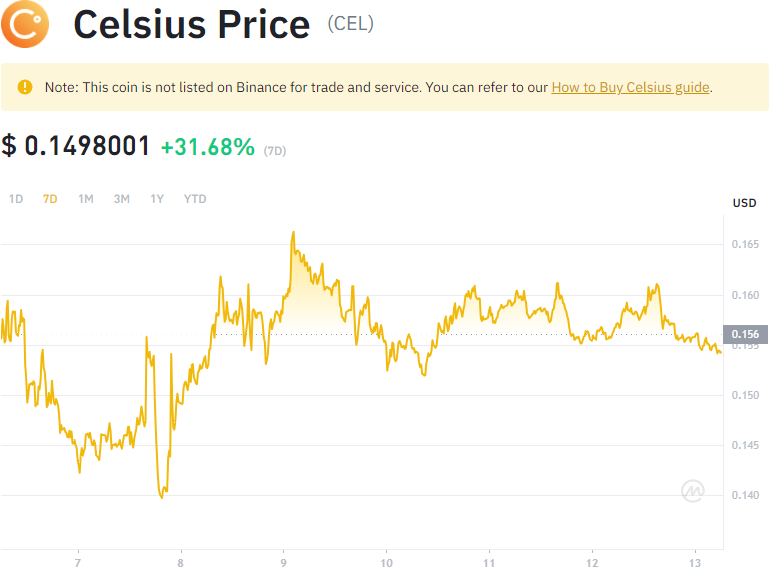 Celsius Price (CEL)
Note: This coin is not listed on Binance for trade and service. You can refer to our How to Buy Celsius guide.
$ 0.1498001 +31.68% (7D)
1D 7D 1M 3M 1Y YTD
USD
0.165
0.160
0.156
0.155
0.150
0.145
0.140
7 8 9 10 11 12 13